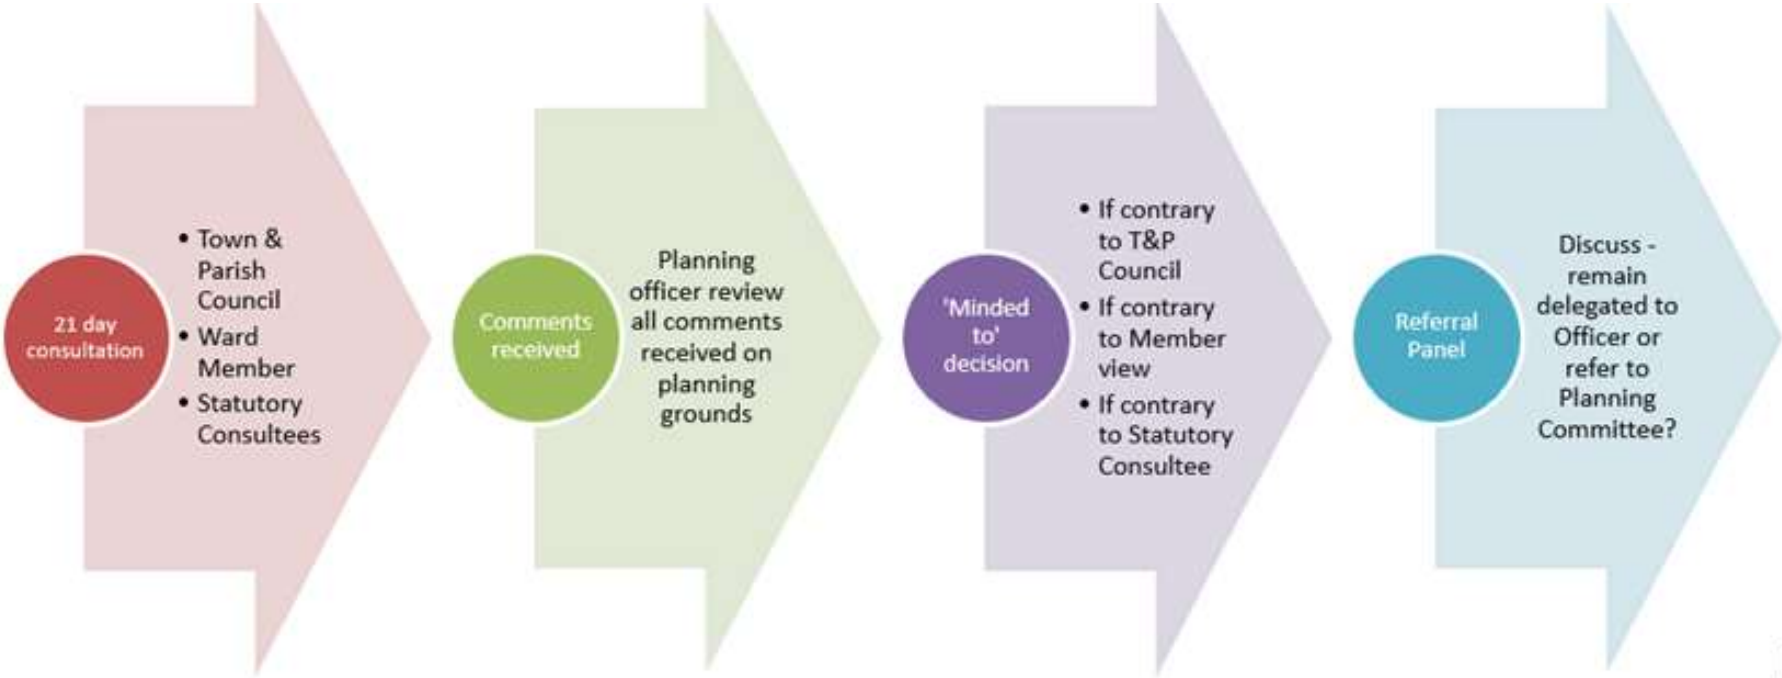 21 day
consultation
• Town &
Parish
Council
• Ward
Member
• Statutory
Consultees
Comments
received
Planning
officer review
all comments
received on
planning
grounds
'Minded
to'
decision
• If contrary
to T&P
Council
• If contrary
to Member
view
• If contrary
to Statutory
Consultee
Referral
Panel
Discuss -
remain
delegated to
Officer or
refer to
Planning
Committee?